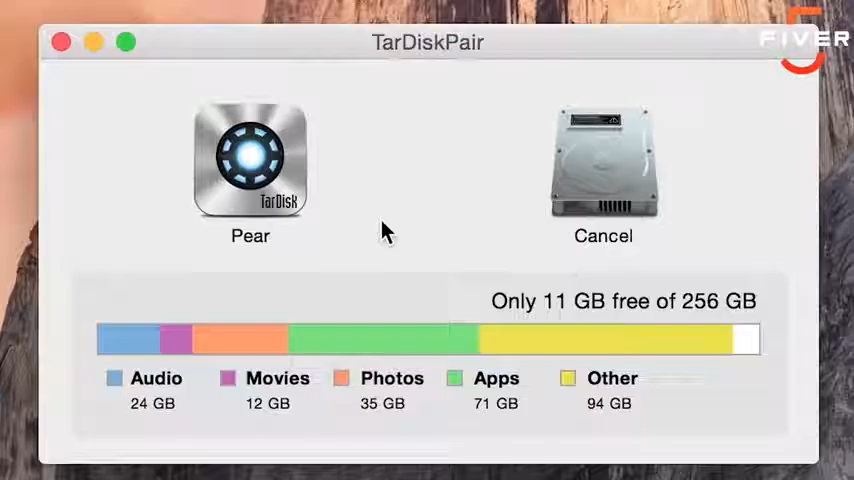 TarDiskPair
5
FIVER
TarDisk
Pear
Cancel
Only 11 GB free of 256 GB
Audio
Movies
Photos
Apps
Other
24 GB
12 GB
35 GB
71 GB
94 GB